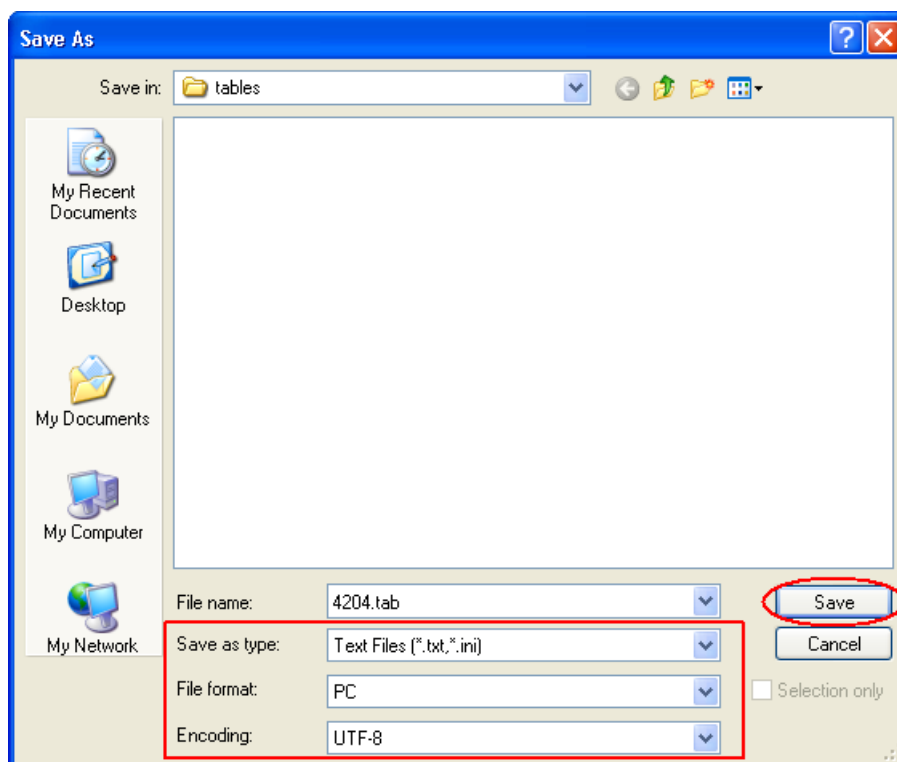 Save As
Save in:
tables
My Recent
Documents
Desktop
My Documents
My Computer
My Network
File name:
4204.tab
Save
Save as type:
Text Files (*.txt,*.ini)
Cancel
File format:
PC
Selection only
Encoding:
UTF-8